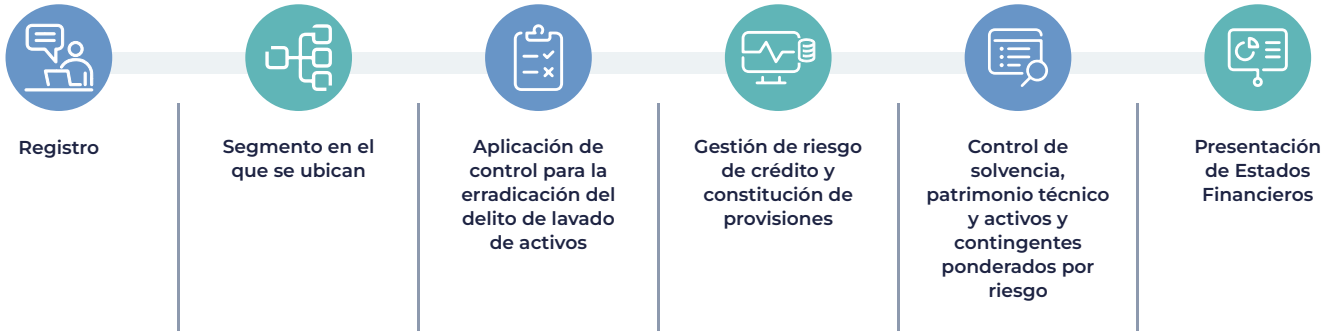 Registro
Segmento en el
que se ubican
Aplicación de
control para la
erradicación del
delito de lavado
de activos
Gestión de riesgo
de crédito y
constitución de
provisiones
Control de
solvencia,
patrimonio técnico
y activos y
contingentes
ponderados por
riesgo
Presentación
de Estados
Financieros